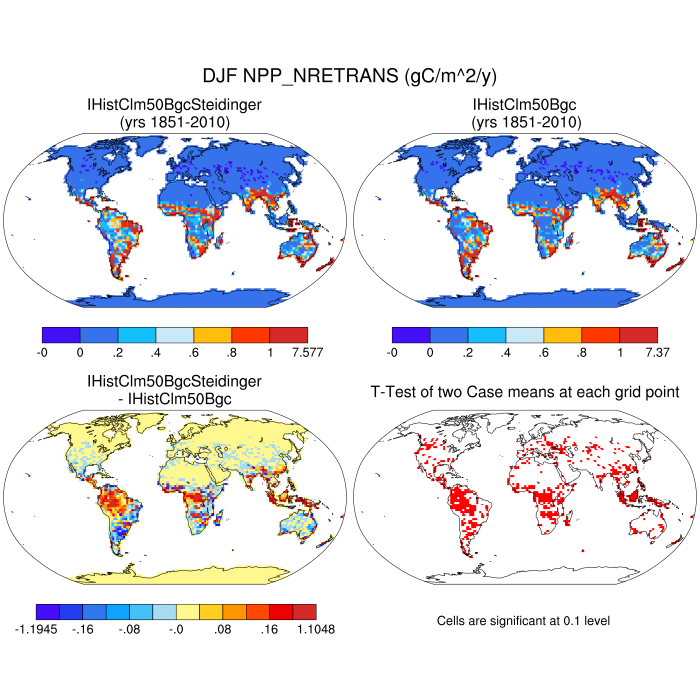 DJF NPP_NRETRANS (gC/m^2/y)
IHistClm50BgcSteidinger
(yrs 1851-2010)
IHistClm50Bgc
(yrs 1851-2010)
-0 0 .2 .4 .6 .8 1 7.577
-0 0 .2 .4 .6 .8 1 7.37
IHistClm50BgcSteidinger
- IHistClm50Bgc
T-Test of two Case means at each grid point
-1.1945 -.16 -.08 -.0 .08 .16 1.1048
Cells are significant at 0.1 level